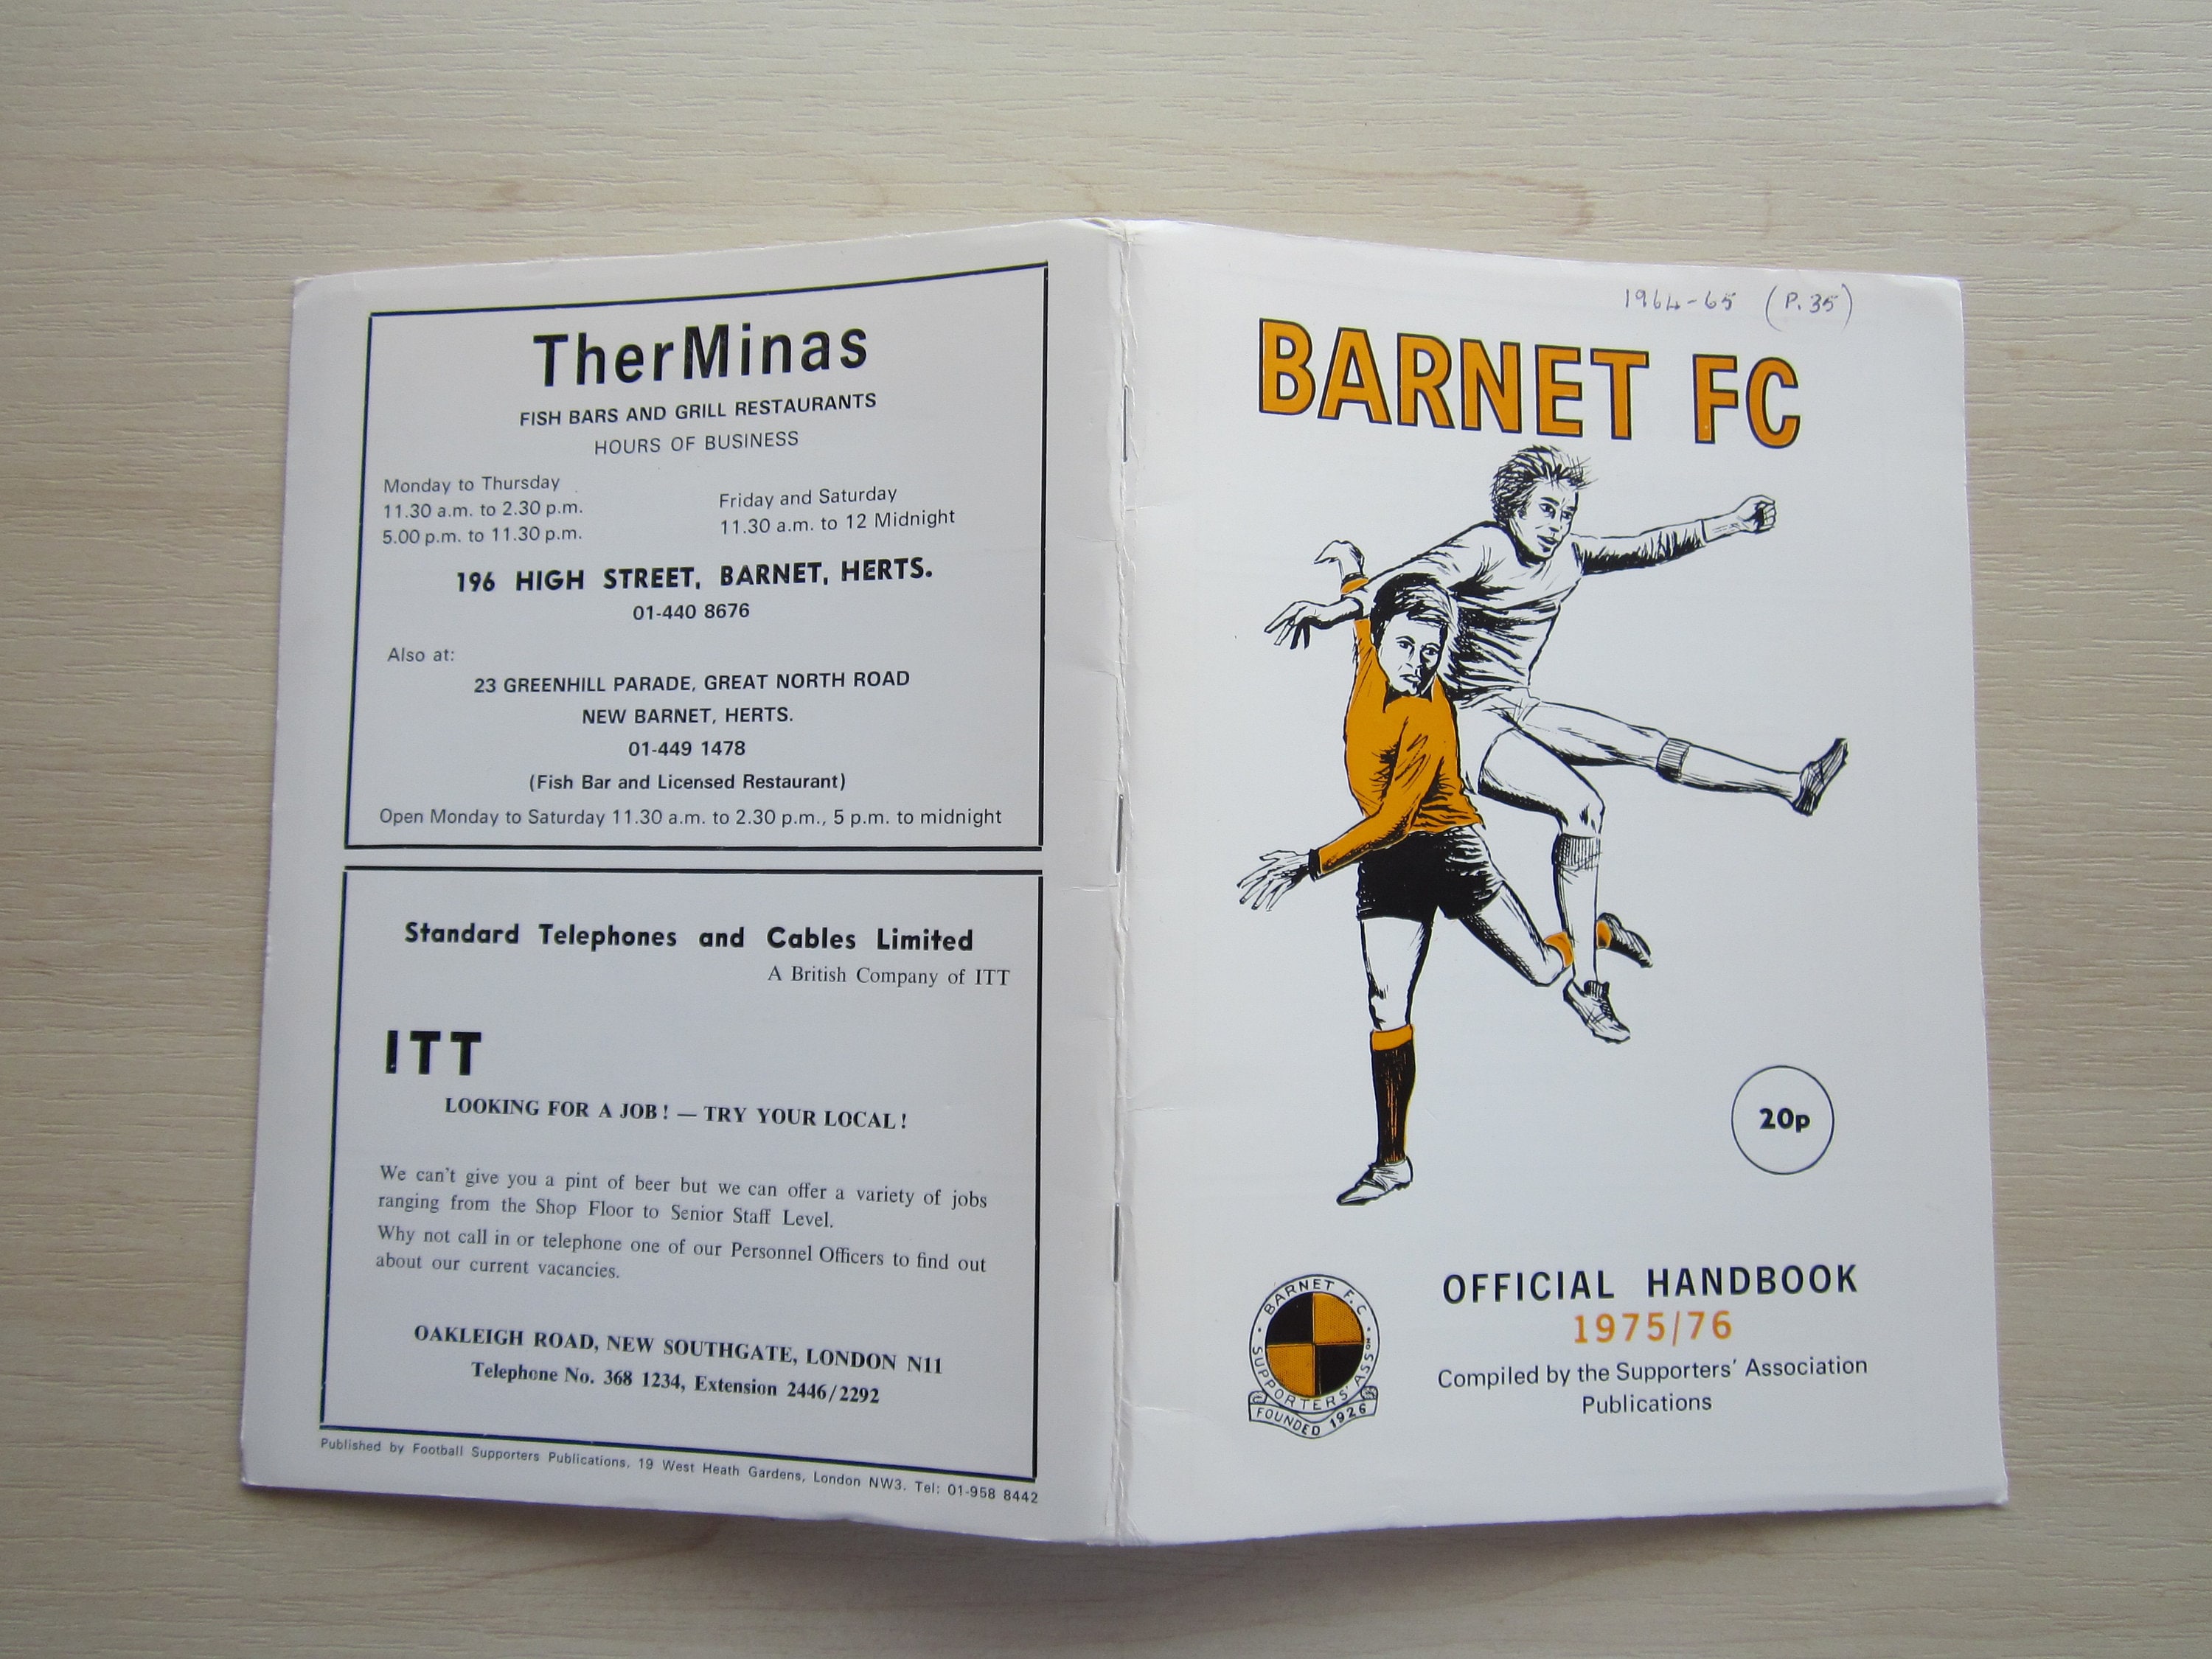 TherMinas
FISH BARS AND GRILL RESTAURANTS
HOURS OF BUSINESS
Monday to Thursday
11.30 a.m. to 2.30 p.m.
5.00 p.m. to 11.30 p.m.
Friday and Saturday
11.30 a.m. to 12 Midnight
196 HIGH STREET, BARNET, HERTS.
01-440 8676
Also at:
23 GREENHILL PARADE, GREAT NORTH ROAD
NEW BARNET, HERTS.
01-449 1478
(Fish Bar and Licensed Restaurant)
Open Monday to Saturday 11.30 a.m. to 2.30 p.m., 5 p.m. to midnight
Standard Telephones and Cables Limited
A British Company of ITT
ITT
LOOKING FOR A JOB! — TRY YOUR LOCAL!
We can't give you a pint of beer but we can offer a variety of jobs
ranging from the Shop Floor to Senior Staff Level.
Why not call in or telephone one of our Personnel Officers to find out
about our current vacancies.
OAKLEIGH ROAD, NEW SOUTHGATE, LONDON N11
Telephone No. 368 1234, Extension 2446/2292
Published by Football Supporters Publications, 19 West Heath Gardens, London NW3. Tel: 01-958 8442
1964-65 (P.35)
BARNET FC
20p
OFFICIAL HANDBOOK
1975/76
Compiled by the Supporters' Association
Publications
BARNET F.C.
SUPPORTERS' ASSON
FOUNDED 1926